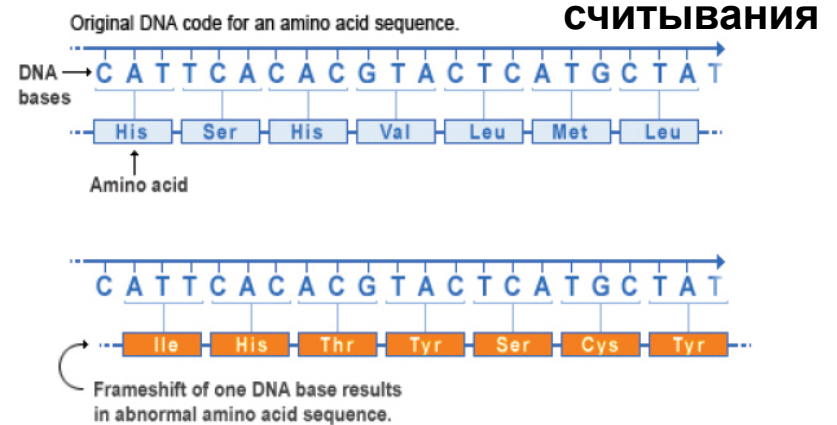 считывания
Original DNA code for an amino acid sequence.
DNA bases
C A T T C A C A C G T A C T C A T G C T A T
His Ser His Val Leu Met Leu
Amino acid
C A T T C A C A C G T A C T C A T G C T A T
Ile His Thr Tyr Ser Cys Tyr
Frameshift of one DNA base results
in abnormal amino acid sequence.